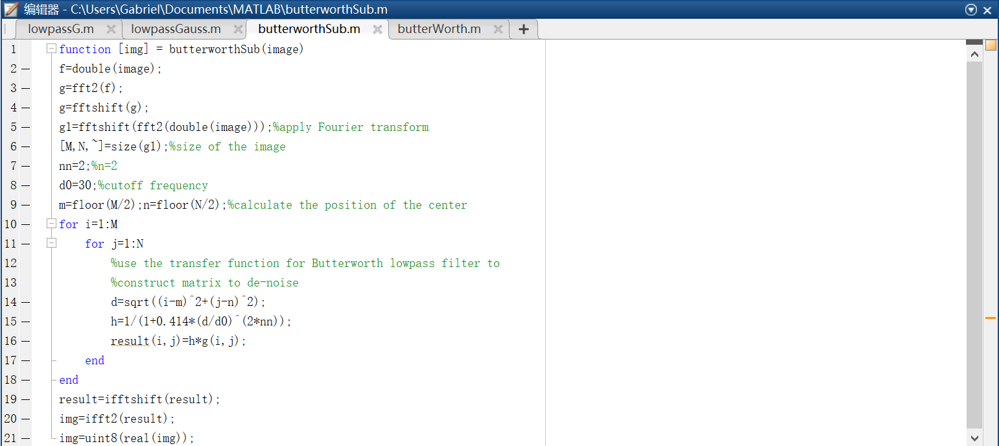 编辑器 - C:\Users\Gabriel\Documents\MATLAB\butterworthSub.m
lowpassG.m × lowpassGauss.m × butterworthSub.m × butterWorth.m × +
1 function [img] = butterworthSub(image)
2 — f=double(image);
3 — g=fft2(f);
4 — g=fftshift(g);
5 — g1=fftshift(fft2(double(image)));%apply Fourier transform
6 — [M,N,~]=size(g1);%size of the image
7 — nn=2;%n=2
8 — d0=30;%cutoff frequency
9 — m=floor(M/2);n=floor(N/2);%calculate the position of the center
10 — for i=1:M
11 — for j=1:N
12 %use the transfer function for Butterworth lowpass filter to
13 %construct matrix to de-noise
14 — d=sqrt((i-m)^2+(j-n)^2);
15 — h=1/(1+0.414*(d/d0)^(2*nn));
16 — result(i,j)=h*g(i,j);
17 — end
18 — end
19 — result=ifftshift(result);
20 — img=ifft2(result);
21 — img=uint8(real(img));